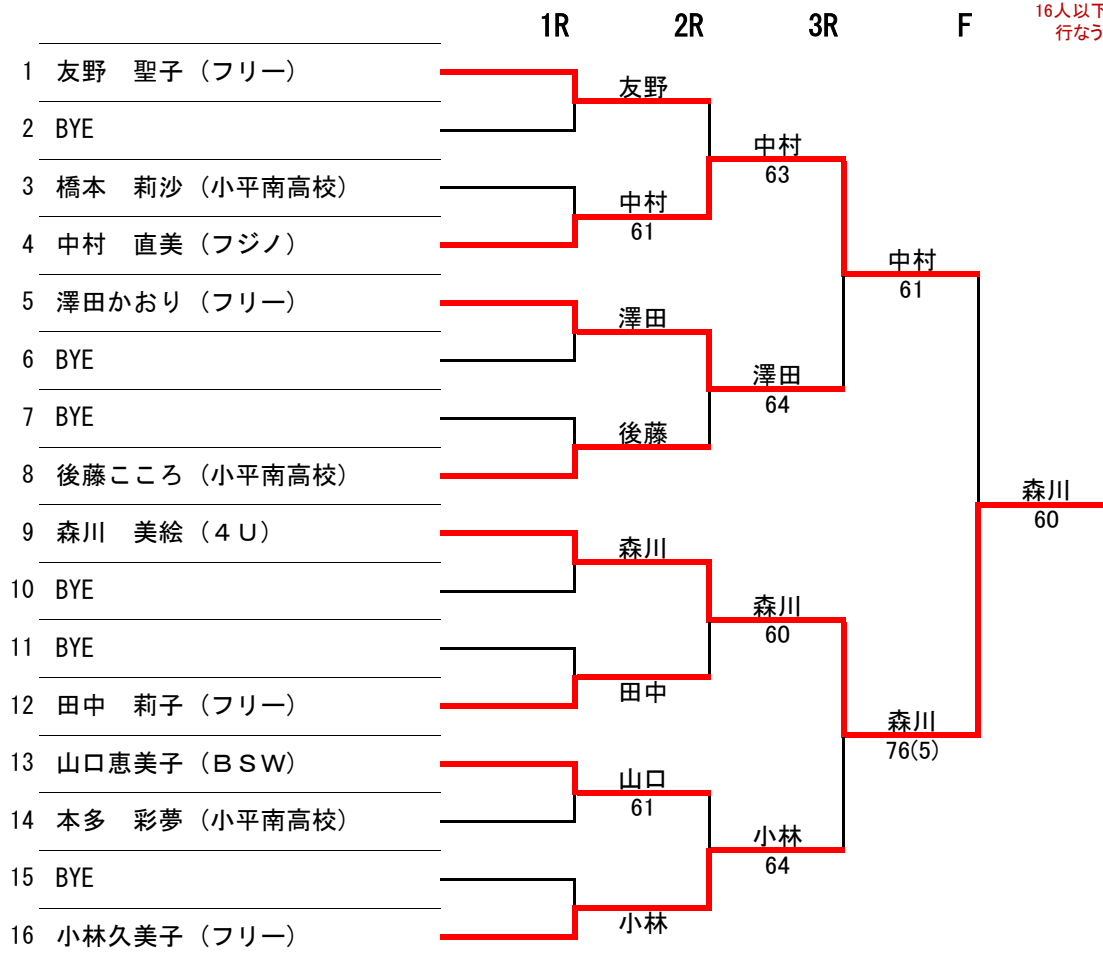 1R 2R 3R F 16人以下
行なう
1 友野　聖子（フリー）
2 BYE
3 橋本　莉沙（小平南高校）
4 中村　直美（フジノ）
5 澤田かおり（フリー）
6 BYE
7 BYE
8 後藤こころ（小平南高校）
9 森川　美絵（４Ｕ）
10 BYE
11 BYE
12 田中　莉子（フリー）
13 山口恵美子（ＢＳＷ）
14 本多　彩夢（小平南高校）
15 BYE
16 小林久美子（フリー）
友野
中村
61
澤田
後藤
森川
田中
山口
61
小林
中村
63
澤田
64
森川
60
小林
64
中村
61
森川
76(5)
森川
60